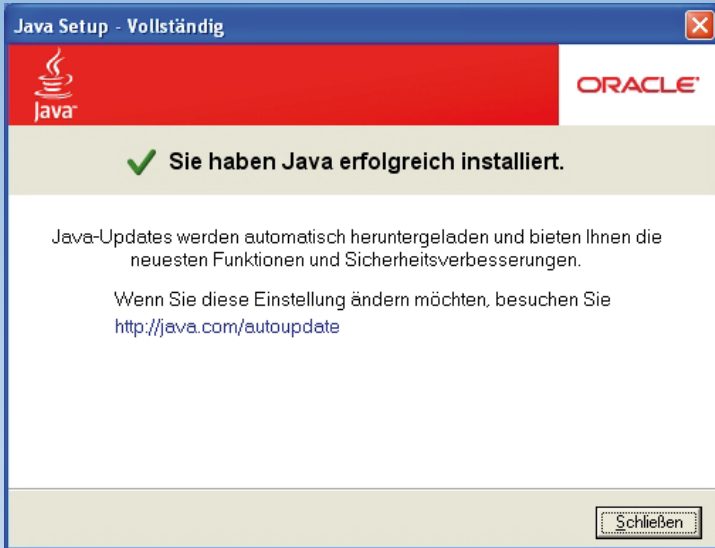 Java Setup - Vollständig
Java
ORACLE
Sie haben Java erfolgreich installiert.
Java-Updates werden automatisch heruntergeladen und bieten Ihnen die
neuesten Funktionen und Sicherheitsverbesserungen.
Wenn Sie diese Einstellung ändern möchten, besuchen Sie
http://java.com/autoupdate
Schließen